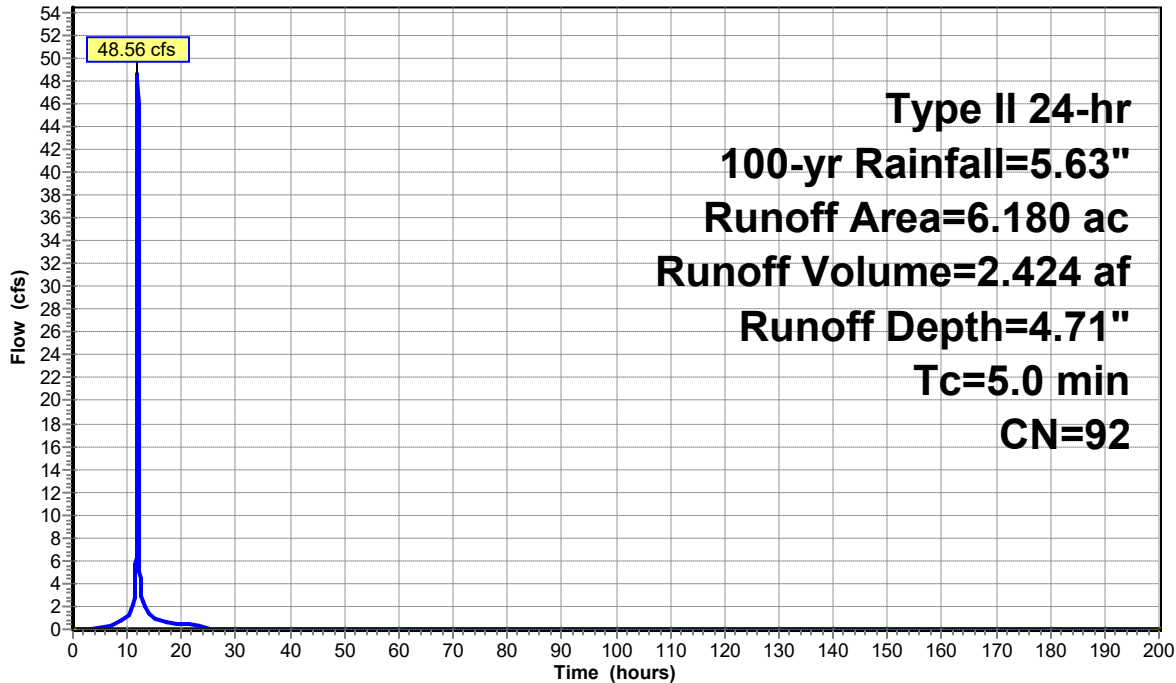 54
52
50
48
46
44
42
40
38
36
34
32
30
28
26
24
22
20
18
16
14
12
10
8
6
4
2
0
Flow (cfs)
48.56 cfs
Type II 24-hr
100-yr Rainfall=5.63"
Runoff Area=6.180 ac
Runoff Volume=2.424 af
Runoff Depth=4.71"
Tc=5.0 min
CN=92
0 10 20 30 40 50 60 70 80 90 100 110 120 130 140 150 160 170 180 190 200
Time (hours)